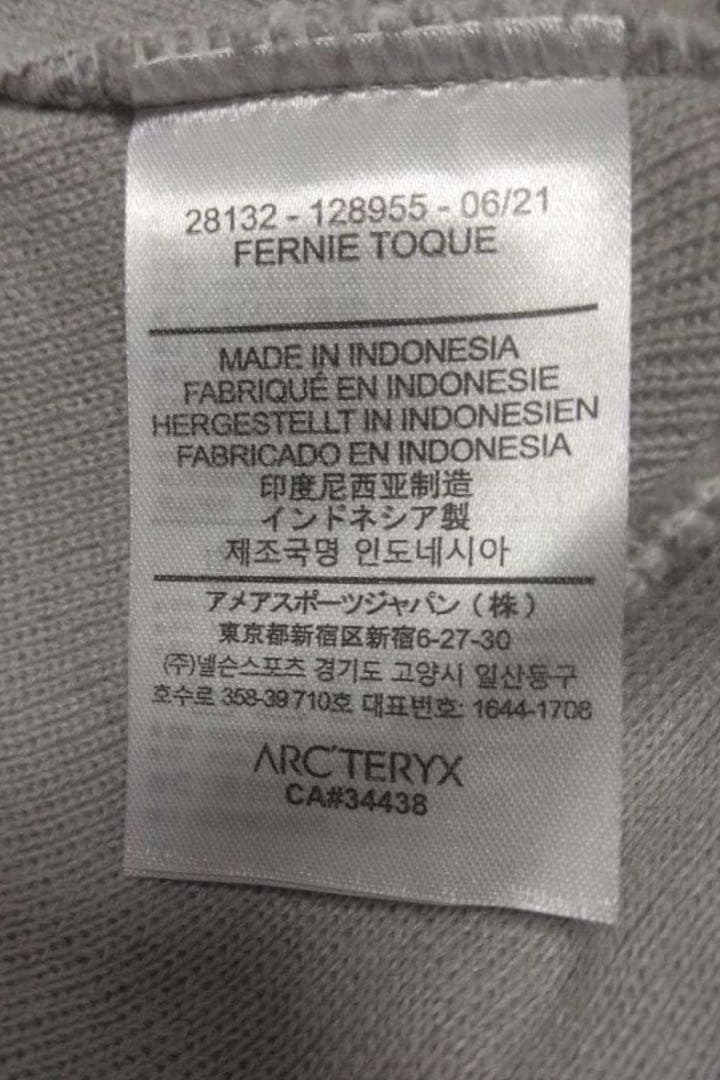 28132 - 128955 - 06/21
FERNIE TOQUE
MADE IN INDONESIA
FABRIQUÉ EN INDONESIE
HERGESTELLT IN INDONESIEN
FABRICADO EN INDONESIA
印度尼西亚制造
インドネシア製
제조국명 인도네시아
アメアスポーツジャパン（株）
東京都新宿区新宿6-27-30
(주)넬슨스포츠 경기도 고양시 일산동구
호수로 358-39 710호 대표번호: 1644-1708
ARC'TERYX
CA#34438